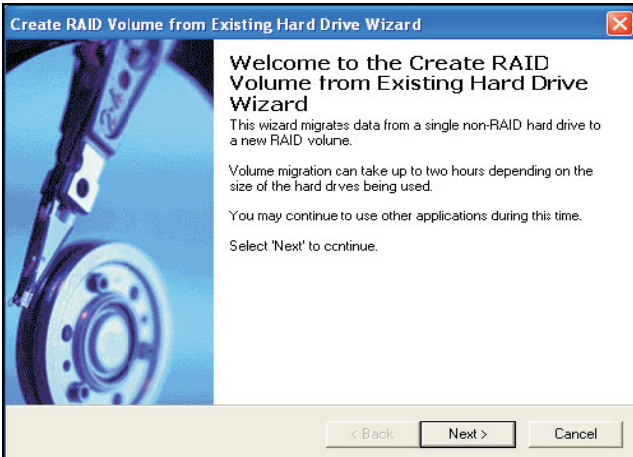 Create RAID Volume from Existing Hard Drive Wizard
Welcome to the Create RAID
Volume from Existing Hard Drive
Wizard
This wizard migrates data from a single non-RAID hard drive to
a new RAID volume.
Volume migration can take up to two hours depending on the
size of the hard drives being used.
You may continue to use other applications during this time.
Select 'Next' to continue.
< Back
Next >
Cancel